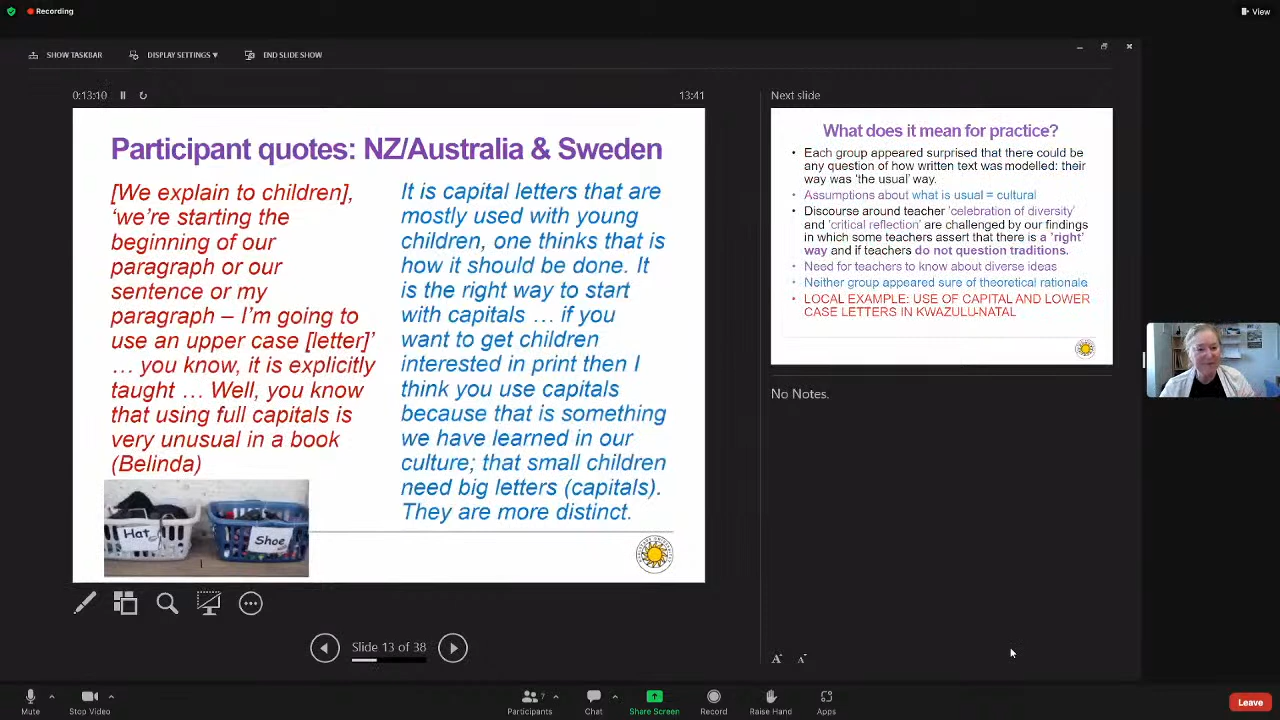 Recording
View
SHOW TASKBAR
DISPLAY SETTINGS ▾
END SLIDE SHOW
0:13:10
13:41
Participant quotes: NZ/Australia & Sweden
[We explain to children],
‘we’re starting the
beginning of our
paragraph or our
sentence or my
paragraph – I’m going to
use an upper case [letter]’
… you know, it is explicitly
taught … Well, you know
that using full capitals is
very unusual in a book
(Belinda)
It is capital letters that are
mostly used with young
children, one thinks that is
how it should be done. It
is the right way to start
with capitals … if you
want to get children
interested in print then I
think you use capitals
because that is something
we have learned in our
culture; that small children
need big letters (capitals).
They are more distinct.
Hat
Shoe
Slide 13 of 38
Next slide
What does it mean for practice?
• Each group appeared surprised that there could be
any question of how written text was modelled: their
way was ‘the usual’ way.
• Assumptions about what is usual = cultural
• Discourse around teacher ‘celebration of diversity’
and ‘critical reflection’ are challenged by our findings
in which some teachers assert that there is a ‘right’
way and if teachers do not question traditions.
• Need for teachers to know about diverse ideas
• Neither group appeared sure of theoretical rationale
• LOCAL EXAMPLE: USE OF CAPITAL AND LOWER
CASE LETTERS IN KWAZULU-NATAL
No Notes.
A A
Mute
Stop Video
Participants 7
Chat
Share Screen
Record
Raise Hand
Apps
Leave